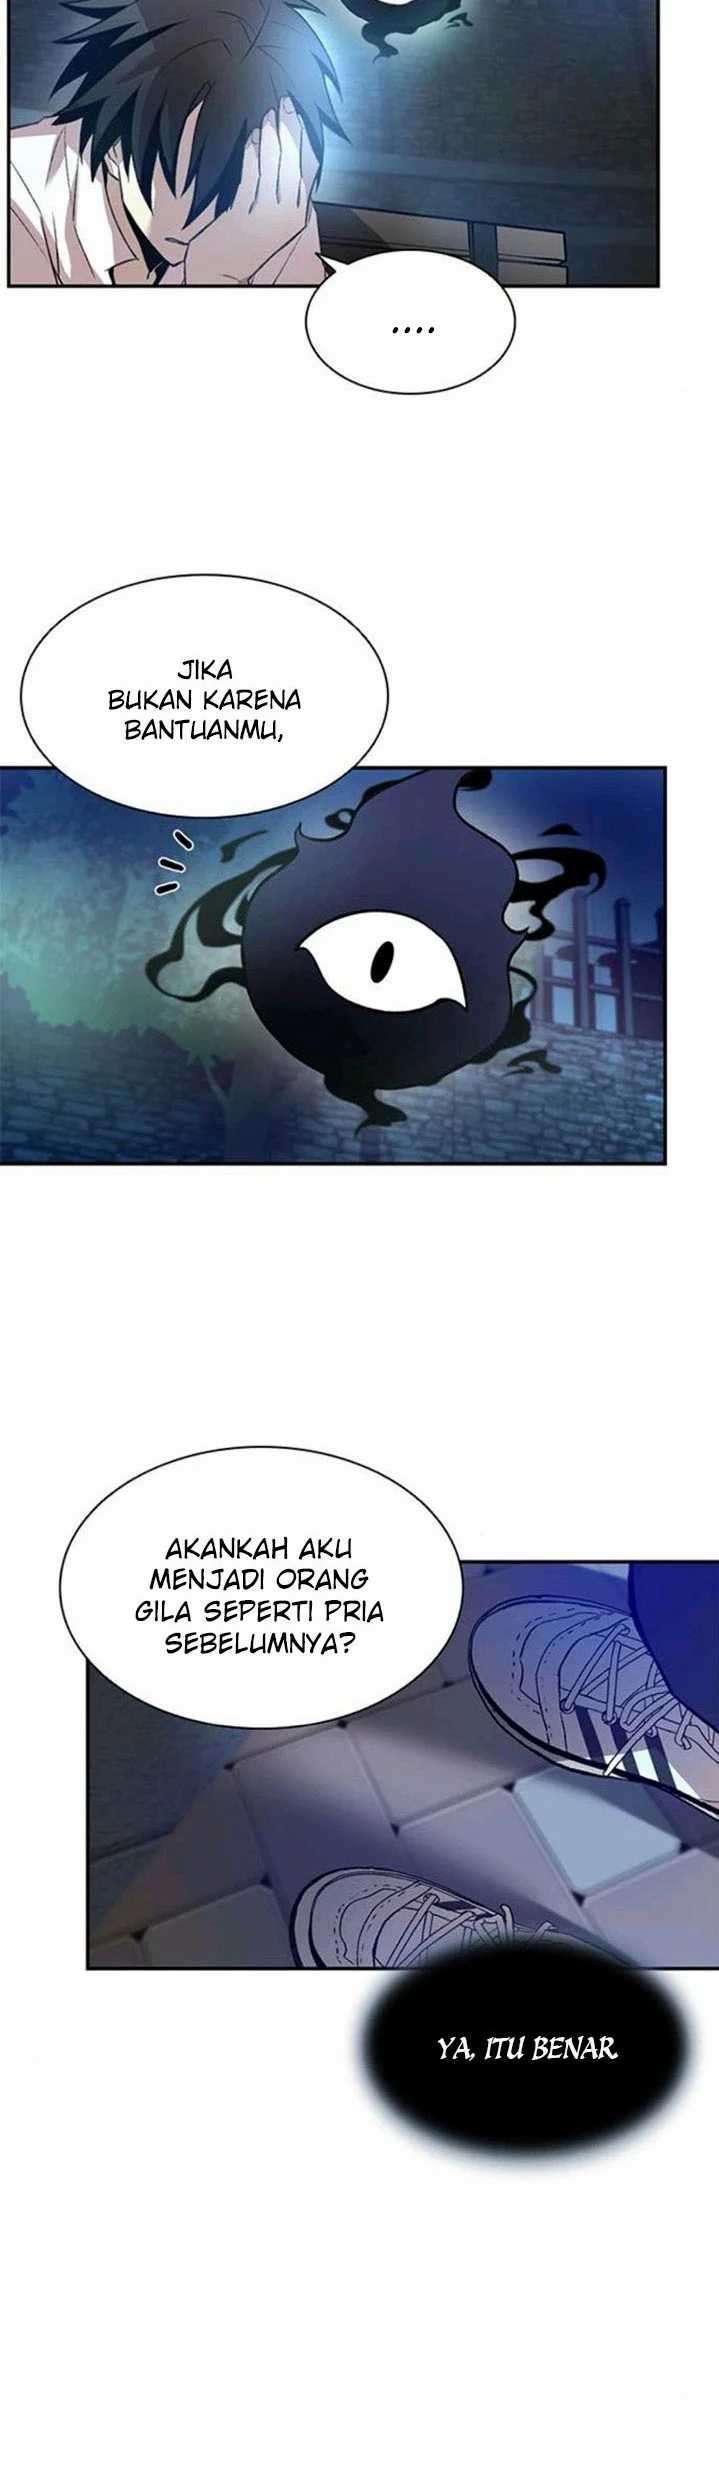 ....
JIKA
BUKAN KARENA
BANTUANMU,
AKANKAH AKU
MENJADI ORANG
GILA SEPERTI PRIA
SEBELUMNYA?
YA, ITU BENAR.